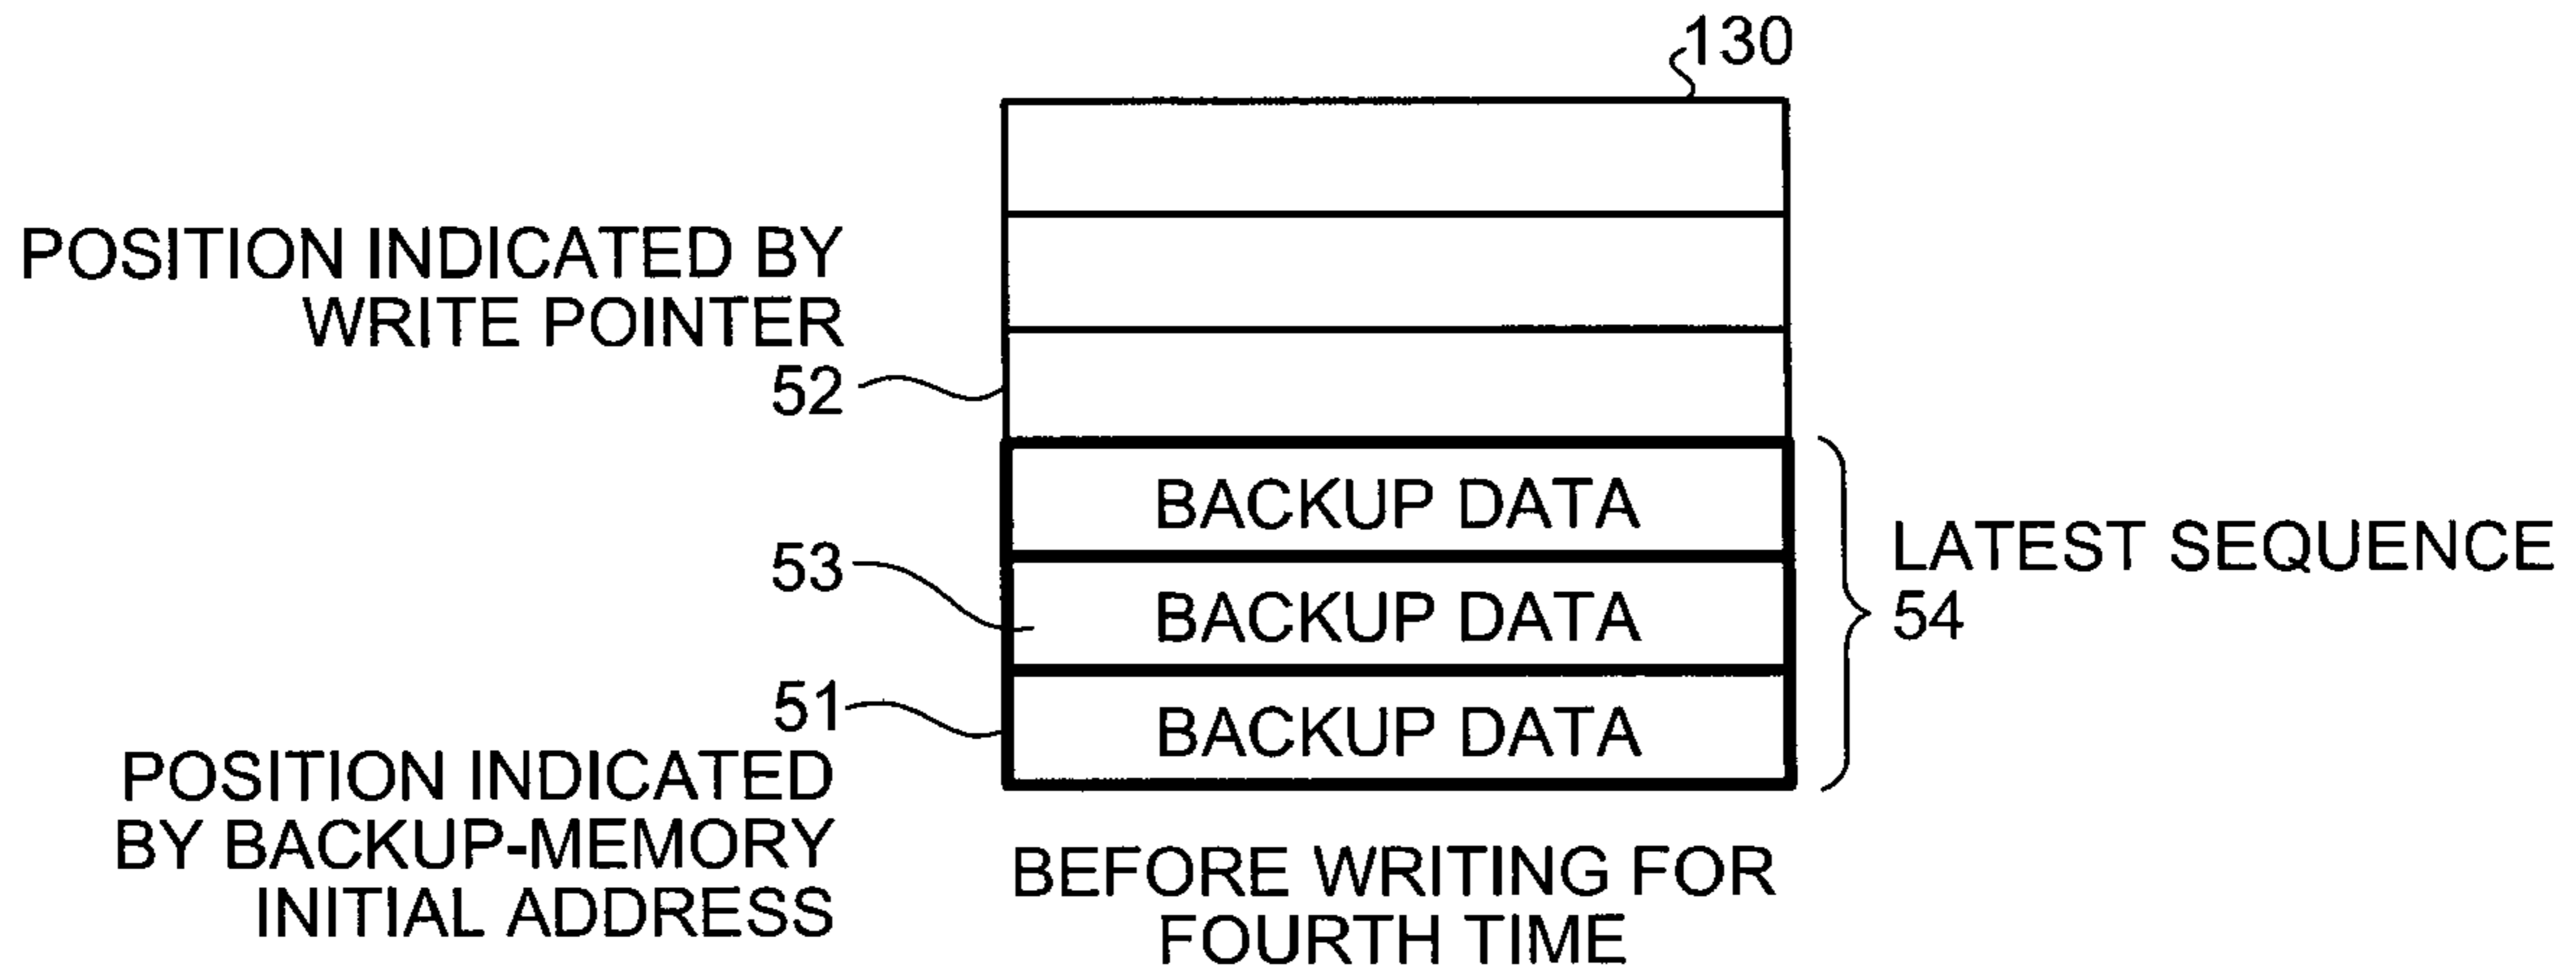 130
POSITION INDICATED BY
WRITE POINTER
52
BACKUP DATA
53
BACKUP DATA
LATEST SEQUENCE
54
51
BACKUP DATA
POSITION INDICATED
BY BACKUP-MEMORY
INITIAL ADDRESS
BEFORE WRITING FOR
FOURTH TIME